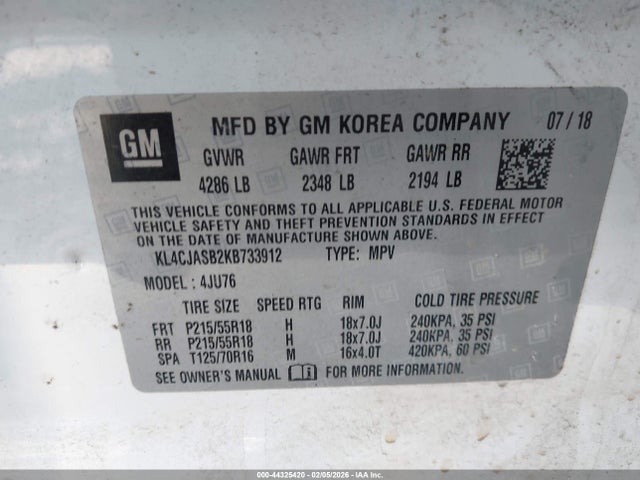 GM MFD BY GM KOREA COMPANY 07/18
GVWR GAWR FRT GAWR RR
4286 LB 2348 LB 2194 LB
THIS VEHICLE CONFORMS TO ALL APPLICABLE U.S. FEDERAL MOTOR
VEHICLE SAFETY AND THEFT PREVENTION STANDARDS IN EFFECT
ON THE DATE OF MANUFACTURE SHOWN ABOVE.
KL4CJASB2KB733912 TYPE: MPV
MODEL: 4JU76
TIRE SIZE SPEED RTG RIM COLD TIRE PRESSURE
FRT P215/55R18 H 18x7.0J 240KPA, 35 PSI
RR P215/55R18 H 18x7.0J 240KPA, 35 PSI
SPA T125/70R16 M 16x4.0T 420KPA, 60 PSI
SEE OWNER'S MANUAL FOR MORE INFORMATION.
000-44325420 - 02/05/2026 - IAAI.com